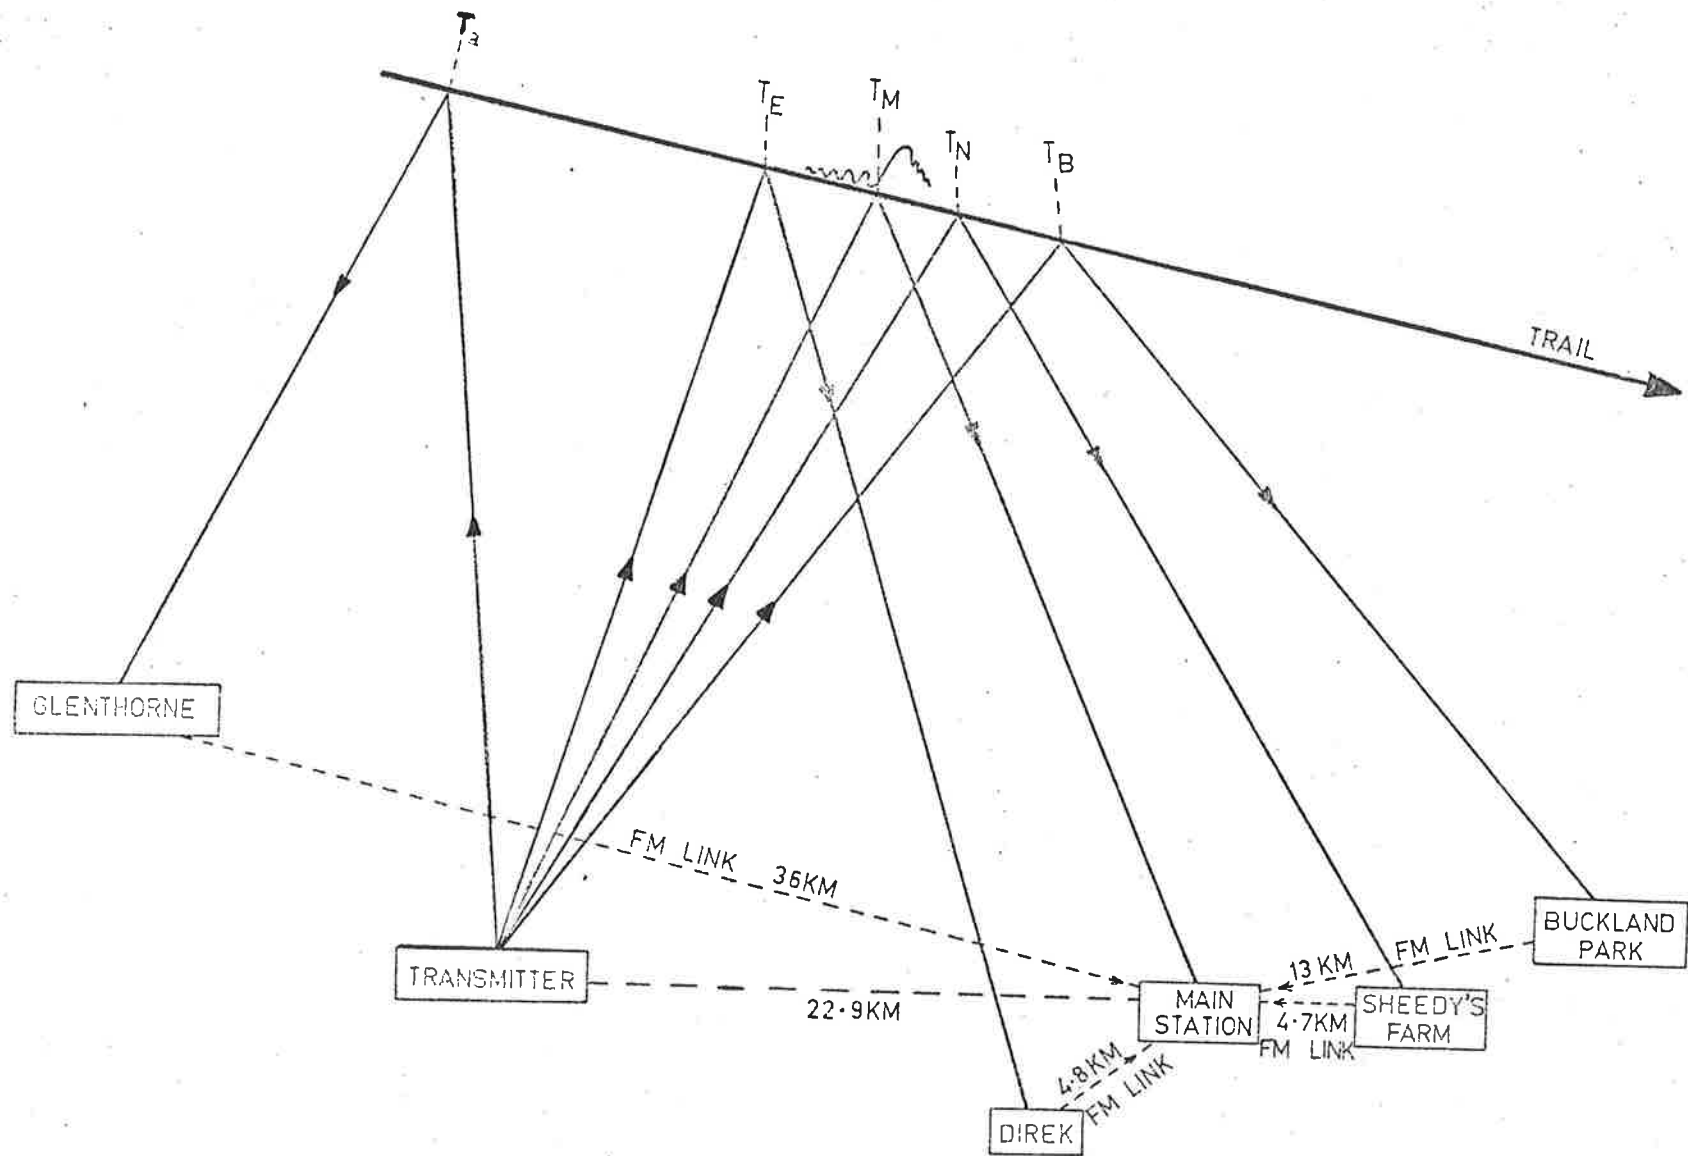 Ta
TE
TM
TN
TB
TRAIL
GLENTHORNE
FM LINK 36KM
TRANSMITTER
22·9KM
BUCKLAND
PARK
13 KM FM LINK
MAIN
STATION
SHEEDY'S
FARM
4·7KM
FM LINK
4·8KM
FM LINK
DIREK